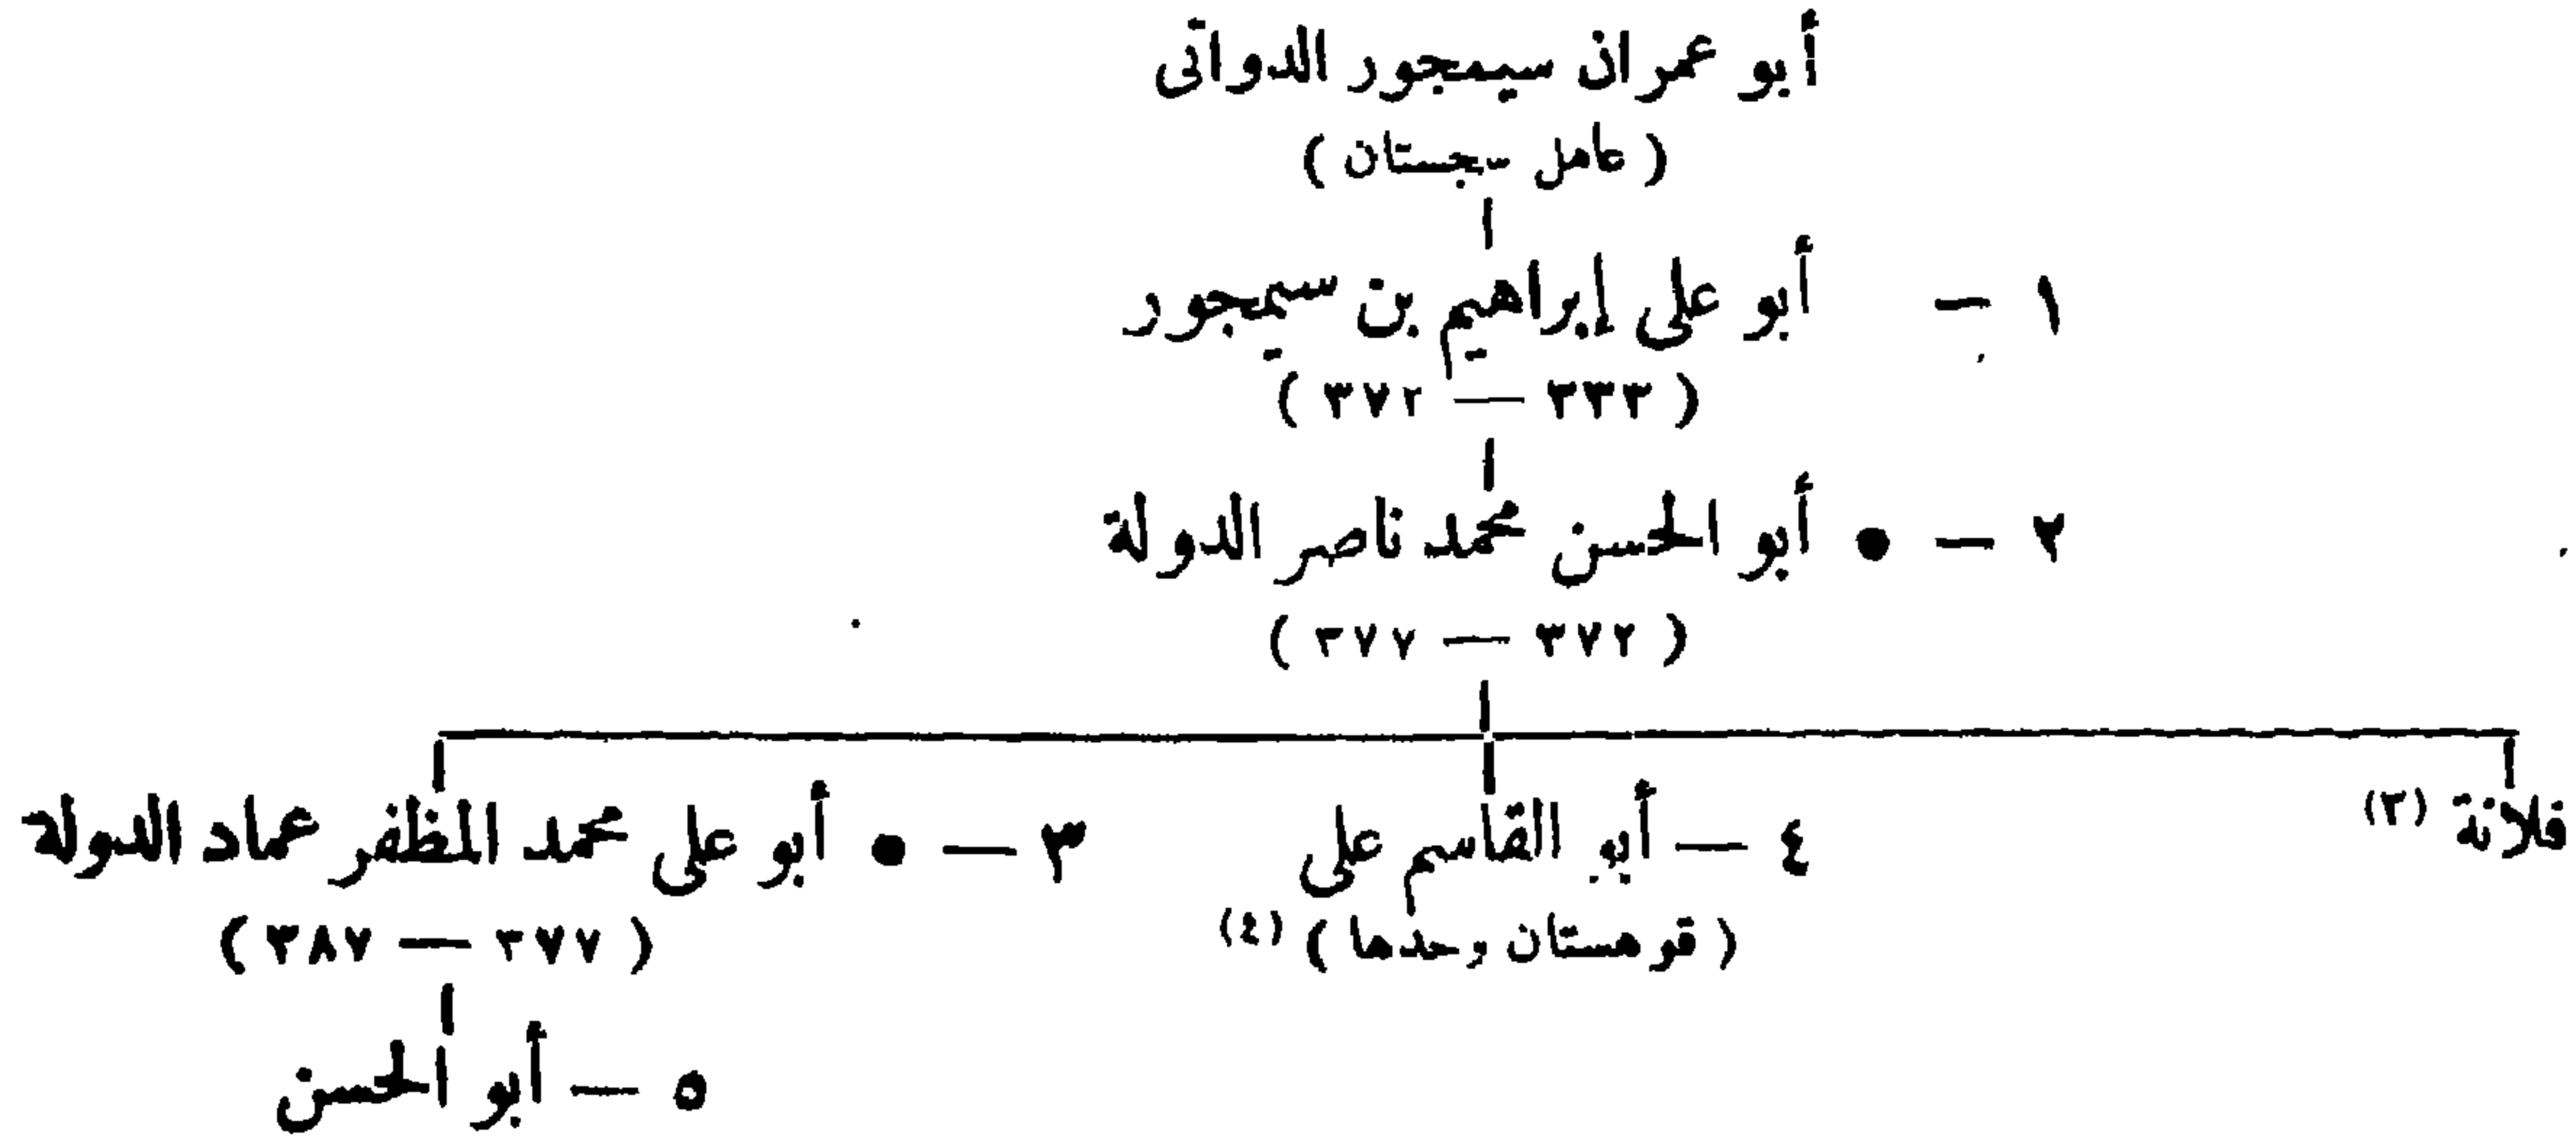 أبو عمران سيمجور الدواتى
( عامل سجستان )
١ — أبو على إبراهيم بن سيمجور
( ٣٣٣ — ٣٧٢ )
٢ — ● أبو الحسن محمد ناصر الدولة
( ٣٧٢ — ٣٧٧ )
فلانة (٣)
٤ — أبو القاسم على
٣ — ● أبو على محمد المظفر عماد الدولة
( قوهستان وحدها ) (٤)
( ٣٧٧ — ٣٨٧ )
٥ — أبو الحسن